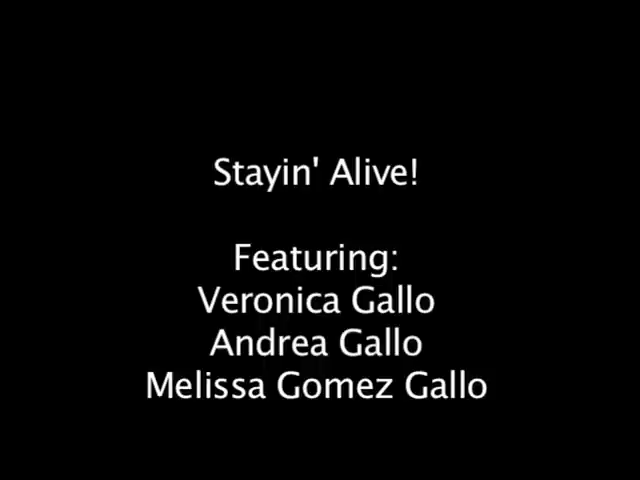 Stayin' Alive!
Featuring:
Veronica Gallo
Andrea Gallo
Melissa Gomez Gallo